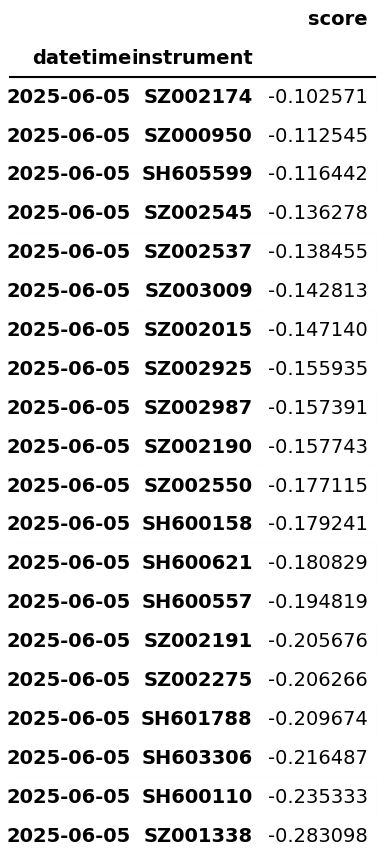 score
datetime instrument
2025-06-05 SZ002174 -0.102571
2025-06-05 SZ000950 -0.112545
2025-06-05 SH605599 -0.116442
2025-06-05 SZ002545 -0.136278
2025-06-05 SZ002537 -0.138455
2025-06-05 SZ003009 -0.142813
2025-06-05 SZ002015 -0.147140
2025-06-05 SZ002925 -0.155935
2025-06-05 SZ002987 -0.157391
2025-06-05 SZ002190 -0.157743
2025-06-05 SZ002550 -0.177115
2025-06-05 SH600158 -0.179241
2025-06-05 SH600621 -0.180829
2025-06-05 SH600557 -0.194819
2025-06-05 SZ002191 -0.205676
2025-06-05 SZ002275 -0.206266
2025-06-05 SH601788 -0.209674
2025-06-05 SH603306 -0.216487
2025-06-05 SH600110 -0.235333
2025-06-05 SZ001338 -0.283098